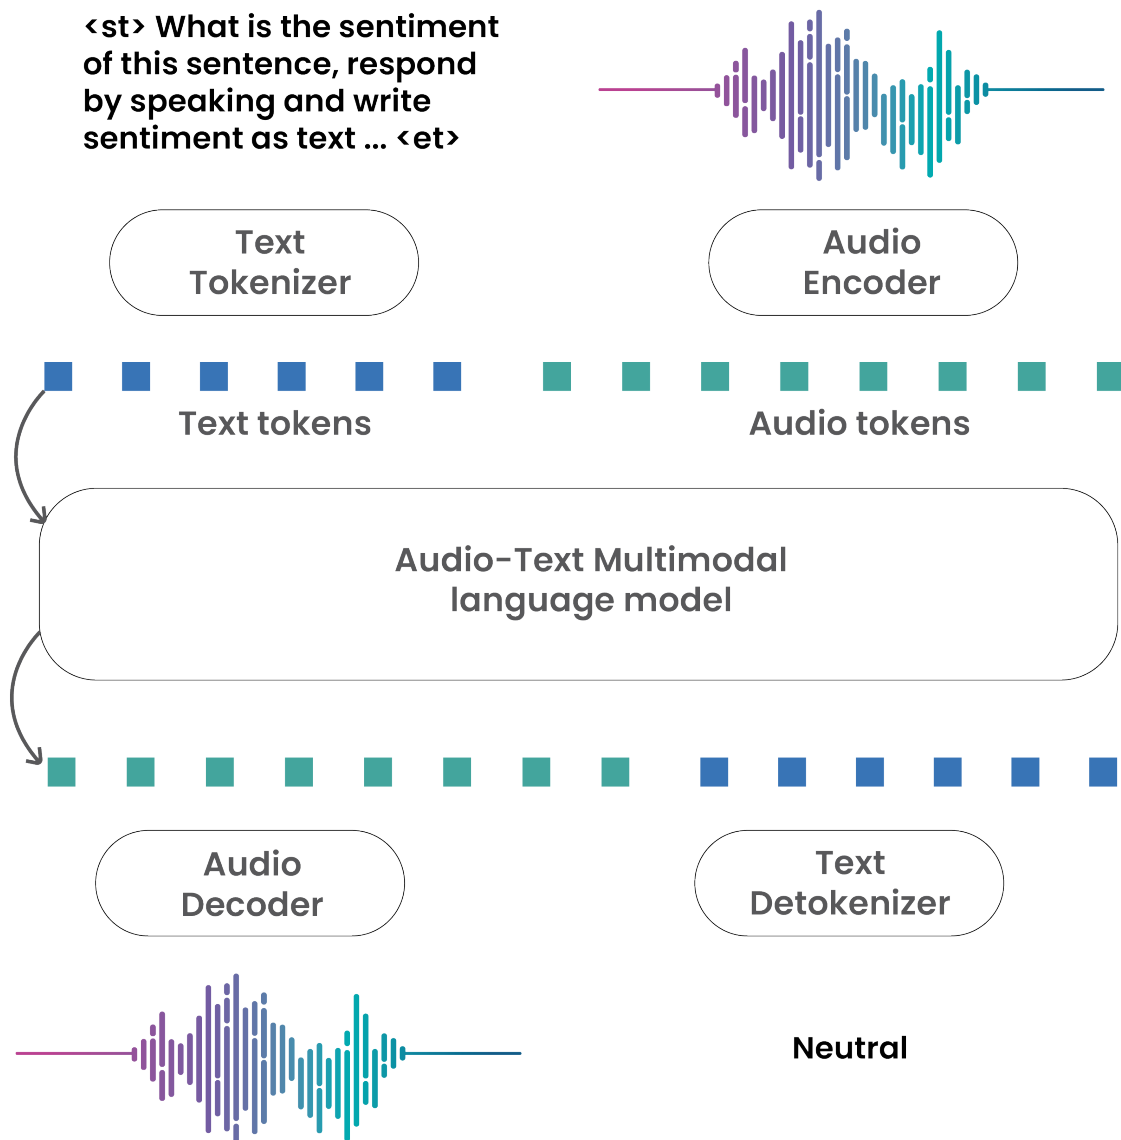 <st> What is the sentiment
of this sentence, respond
by speaking and write
sentiment as text ... <et>
Text
Tokenizer
Audio
Encoder
Text tokens
Audio tokens
Audio-Text Multimodal
language model
Audio
Decoder
Text
Detokenizer
Neutral